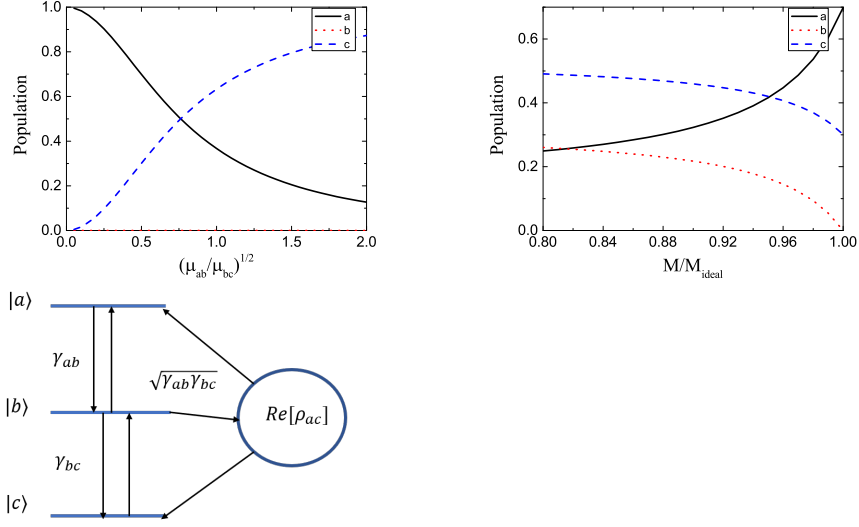 1.0
0.8
0.6
0.4
0.2
0.0
Population
0.0 0.5 1.0 1.5 2.0
(μab/μbc)1/2
a
b
c
0.6
0.4
0.2
0.0
Population
0.80 0.84 0.88 0.92 0.96 1.00
M/Mideal
a
b
c
|a⟩
γab
√γabγbc
|b⟩
Re[ρac]
γbc
|c⟩